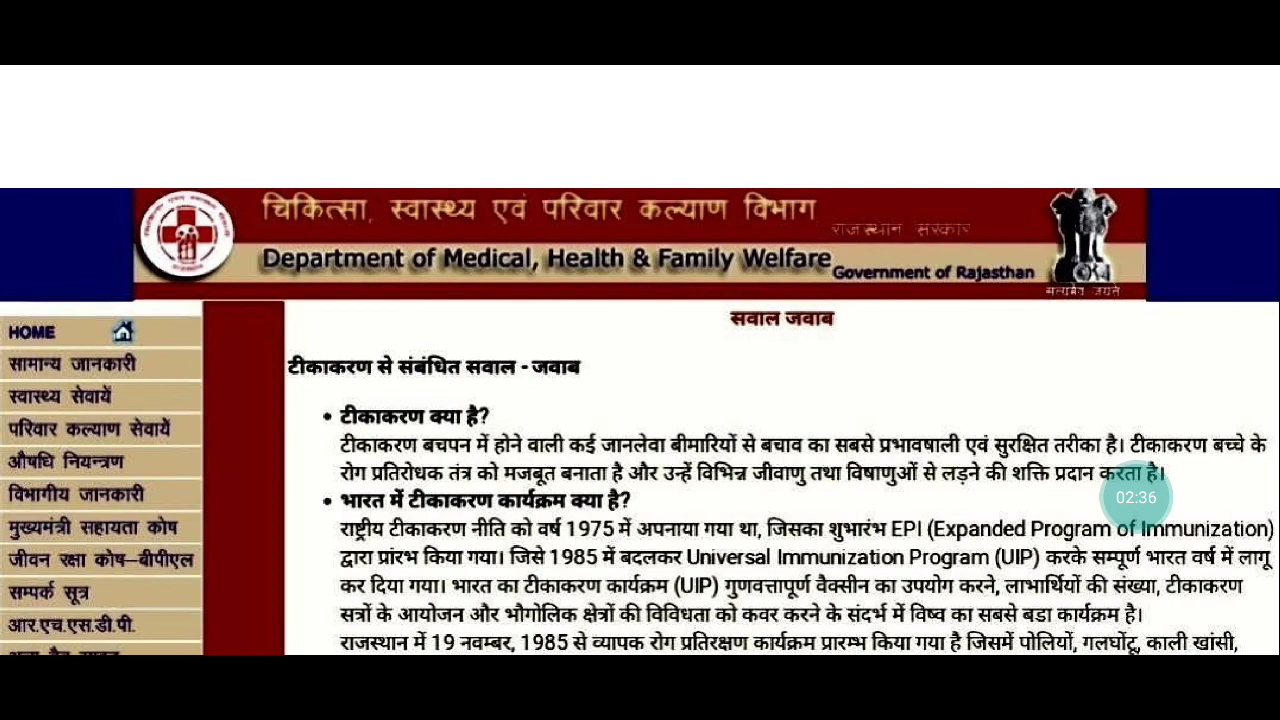 चिकित्सा, स्वास्थ्य एवं परिवार कल्याण विभाग
राजस्थान सरकार
Department of Medical, Health & Family Welfare
Government of Rajasthan
सत्यमेव जयते
HOME
सामान्य जानकारी
स्वास्थ्य सेवायें
परिवार कल्याण सेवायें
औषधि नियन्त्रण
विभागीय जानकारी
मुख्यमंत्री सहायता कोष
जीवन रक्षा कोष–बीपीएल
सम्पर्क सूत्र
आर.एच.एस.डी.पी.
सवाल जवाब
टीकाकरण से संबंधित सवाल - जवाब
• टीकाकरण क्या है?
टीकाकरण बचपन में होने वाली कई जानलेवा बीमारियों से बचाव का सबसे प्रभावषाली एवं सुरक्षित तरीका है। टीकाकरण बच्चे के
रोग प्रतिरोधक तंत्र को मजबूत बनाता है और उन्हें विभिन्न जीवाणु तथा विषाणुओं से लड़ने की शक्ति प्रदान करता है।
02:36
• भारत में टीकाकरण कार्यक्रम क्या है?
राष्ट्रीय टीकाकरण नीति को वर्ष 1975 में अपनाया गया था, जिसका शुभारंभ EPI (Expanded Program of Immunization)
द्वारा प्रांरभ किया गया। जिसे 1985 में बदलकर Universal Immunization Program (UIP) करके सम्पूर्ण भारत वर्ष में लागू
कर दिया गया। भारत का टीकाकरण कार्यक्रम (UIP) गुणवत्तापूर्ण वैक्सीन का उपयोग करने, लाभार्थियों की संख्या, टीकाकरण
सत्रों के आयोजन और भौगोलिक क्षेत्रों की विविधता को कवर करने के संदर्भ में विष्व का सबसे बडा कार्यक्रम है।
राजस्थान में 19 नवम्बर, 1985 से व्यापक रोग प्रतिरक्षण कार्यक्रम प्रारम्भ किया गया है जिसमें पोलियों, गलघोंटू, काली खांसी,